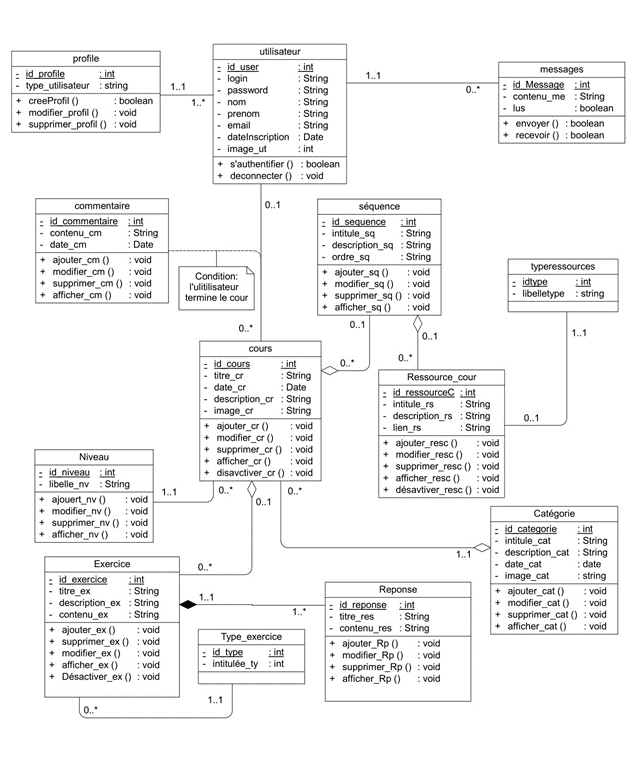 profile
- id_profile : int
- type_utilisateur : string
+ creeProfil () : boolean
+ modifier_profil () : void
+ supprimer_profil () : void
1..1
1..*
utilisateur
- id_user : int
- login : String
- password : String
- nom : String
- prenom : String
- email : String
- dateInscription : Date
- image_ut : int
+ s'authentifier () : boolean
+ deconnecter () : void
1..1
0..*
messages
- id_Message : int
- contenu_me : String
- lus : boolean
+ envoyer () : boolean
+ recevoir () : boolean
commentaire
- id_commentaire : int
- contenu_cm : String
- date_cm : Date
+ ajouter_cm () : void
+ modifier_cm () : void
+ supprimer_cm () : void
+ afficher_cm () : void
0..1
Condition:
l'ulitilisateur
termine le cour
0..*
séquence
- id_sequence : int
- intitule_sq : String
- description_sq : String
- ordre_sq : String
+ ajouter_sq () : void
+ modifier_sq () : void
+ supprimer_sq () : void
+ afficher_sq () : void
0..1
0..*
0..1
0..*
typeressources
- idtype : int
- libelletype : string
1..1
0..1
cours
- id_cours : int
- titre_cr : String
- date_cr : Date
- description_cr : String
- image_cr : String
+ ajouter_cr () : void
+ modifier_cr () : void
+ supprimer_cr () : void
+ afficher_cr () : void
+ disavctiver_cr () : void
Ressource_cour
- id_ressourceC : int
- intitule_rs : String
- description_rs : String
- lien_rs : String
+ ajouter_resc () : void
+ modifier_resc () : void
+ supprimer_resc () : void
+ afficher_resc () : void
+ désavtiver_resc () : void
Niveau
- id_niveau : int
- libelle_nv : String
+ ajouert_nv () : void
+ modifier_nv () : void
+ supprimer_nv () : void
+ afficher_nv () : void
1..1
0..*
0..1
0..*
0..*
1..1
Catégorie
- id_categorie : int
- intitule_cat : String
- description_cat : String
- date_cat : date
- image_cat : string
+ ajouter_cat () : void
+ modifier_cat () : void
+ supprimer_cat () : void
+ afficher_cat () : void
Exercice
- id_exercice : int
- titre_ex : String
- description_ex : String
- contenu_ex : String
+ ajouter_ex () : void
+ supprimer_ex () : void
+ modifier_ex () : void
+ afficher_ex () : void
+ Désactiver_ex () : void
1..1
1..*
Reponse
- id_reponse : int
- titre_res : String
- contenu_res : String
+ ajouter_Rp () : void
+ modifier_Rp () : void
+ supprimer_Rp () : void
+ afficher_Rp () : void
Type_exercice
- id_type : int
- intitulée_ty : int
1..1
0..*